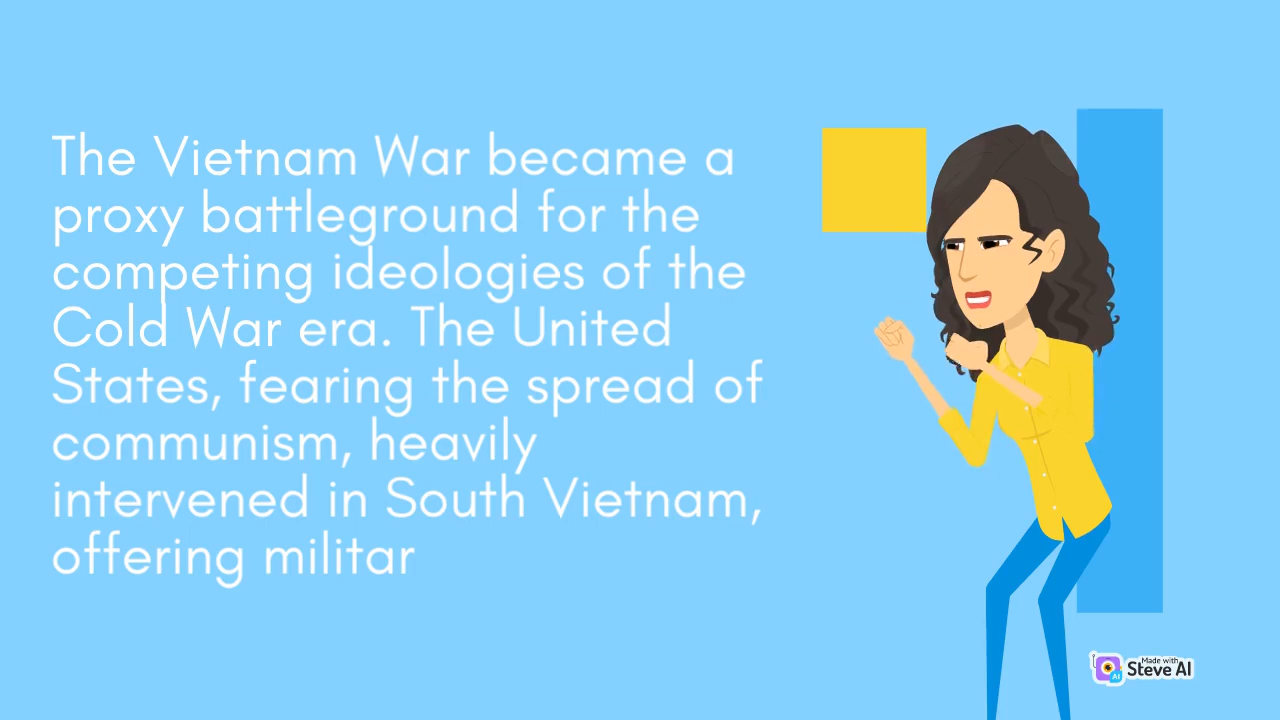 The Vietnam War became a
proxy battleground for the
competing ideologies of the
Cold War era. The United
States, fearing the spread of
communism, heavily
intervened in South Vietnam,
offering militar
Made with
Steve AI
AI